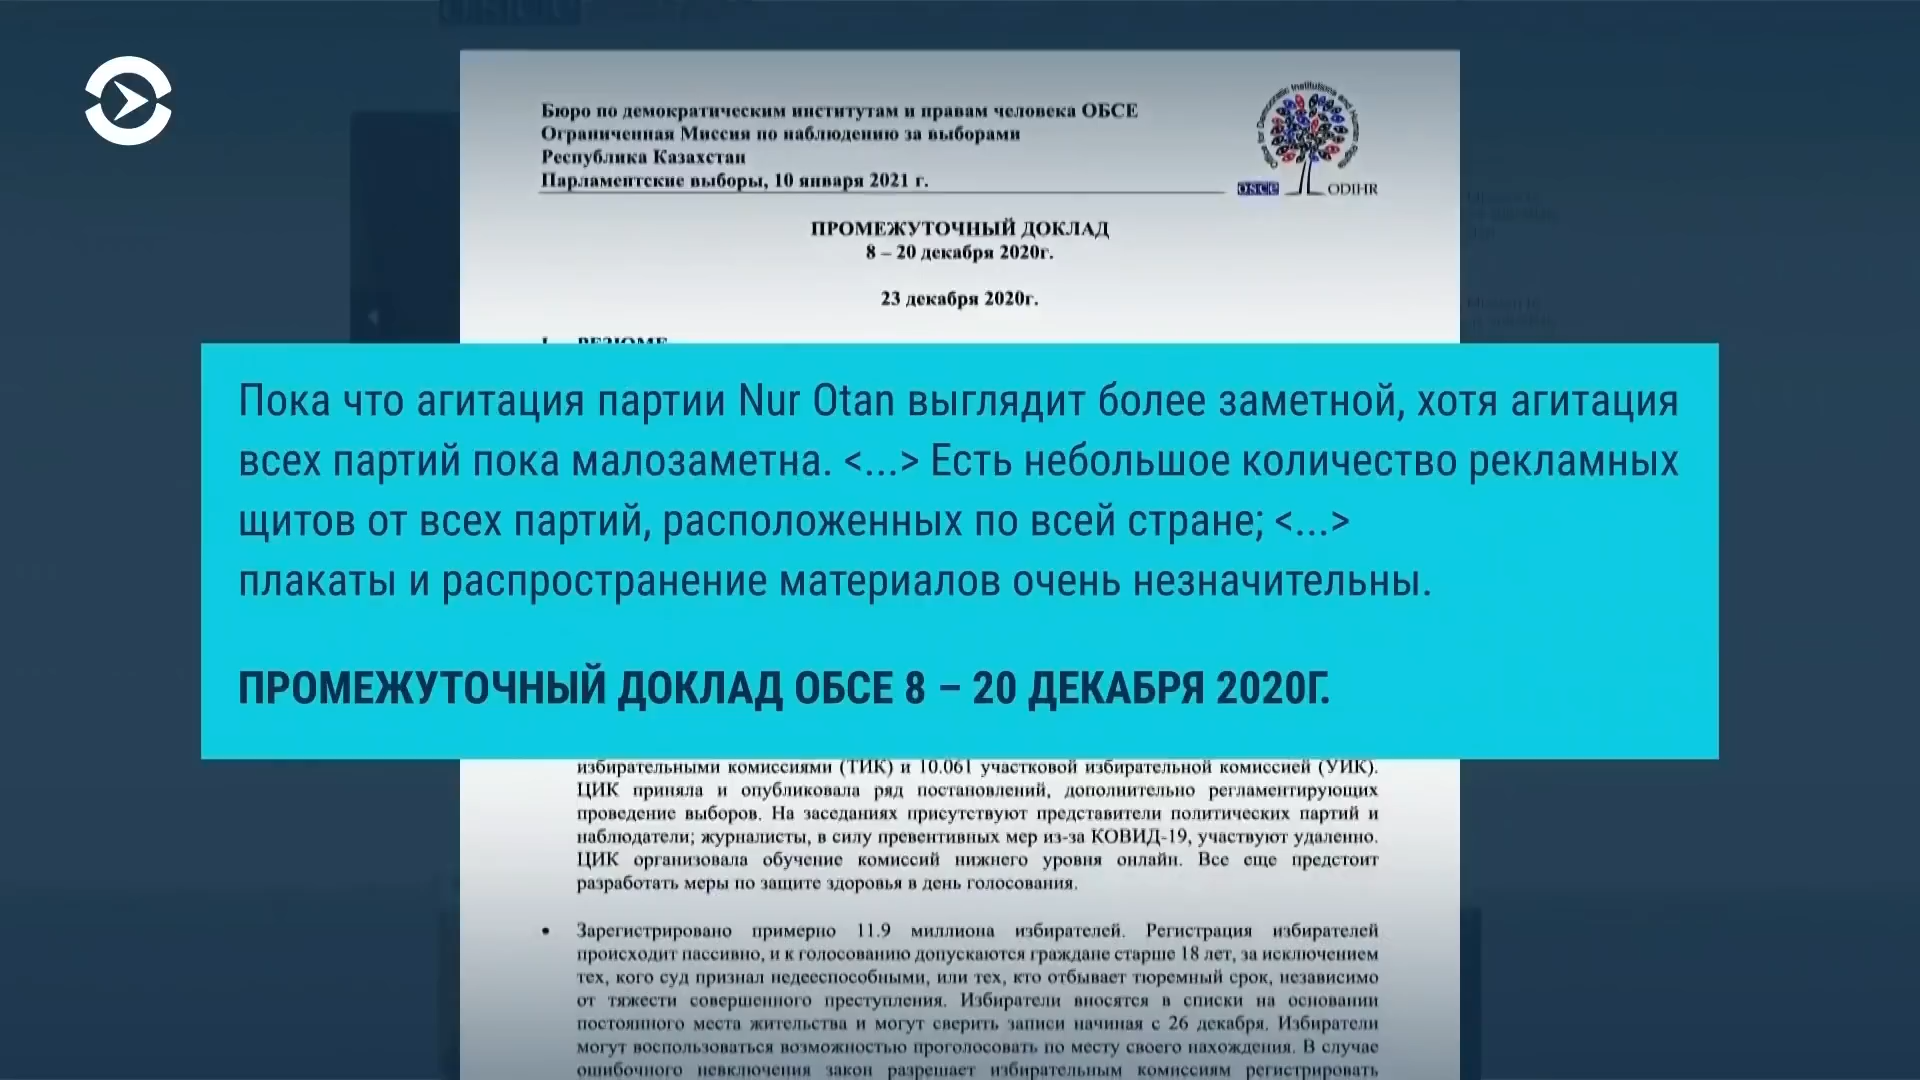 Бюро по демократическим институтам и правам человека ОБСЕ
Ограниченная Миссия по наблюдению за выборами
Республика Казахстан
Парламентские выборы, 10 января 2021 г.
Office for Democratic Institutions and Human Rights
osce ODIHR
ПРОМЕЖУТОЧНЫЙ ДОКЛАД
8 – 20 декабря 2020г.
23 декабря 2020г.
I. РЕЗЮМЕ
Пока что агитация партии Nur Otan выглядит более заметной, хотя агитация
всех партий пока малозаметна. <...> Есть небольшое количество рекламных
щитов от всех партий, расположенных по всей стране; <...>
плакаты и распространение материалов очень незначительны.
ПРОМЕЖУТОЧНЫЙ ДОКЛАД ОБСЕ 8 – 20 ДЕКАБРЯ 2020Г.
избирательными комиссиями (ТИК) и 10.061 участковой избирательной комиссией (УИК).
ЦИК приняла и опубликовала ряд постановлений, дополнительно регламентирующих
проведение выборов. На заседаниях присутствуют представители политических партий и
наблюдатели; журналисты, в силу превентивных мер из-за КОВИД-19, участвуют удаленно.
ЦИК организовала обучение комиссий нижнего уровня онлайн. Все еще предстоит
разработать меры по защите здоровья в день голосования.
• Зарегистрировано примерно 11.9 миллиона избирателей. Регистрация избирателей
происходит пассивно, и к голосованию допускаются граждане старше 18 лет, за исключением
тех, кого суд признал недееспособными, или тех, кто отбывает тюремный срок, независимо
от тяжести совершенного преступления. Избиратели вносятся в списки на основании
постоянного места жительства и могут сверить записи начиная с 26 декабря. Избиратели
могут воспользоваться возможностью проголосовать по месту своего нахождения. В случае
ошибочного невключения закон разрешает избирательным комиссиям регистрировать